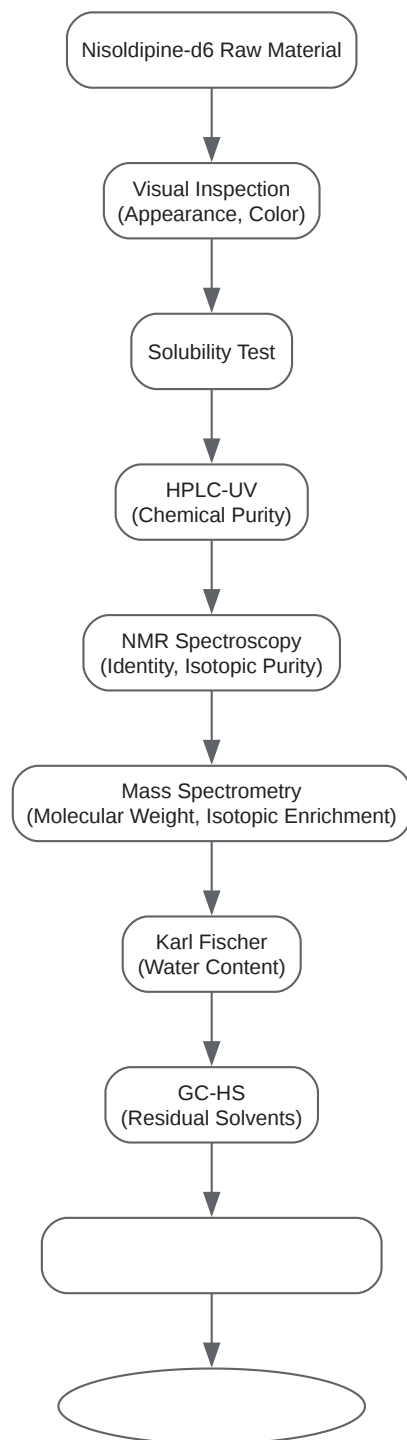 Nisoldipine-d6 Raw Material
Visual Inspection
(Appearance, Color)
Solubility Test
HPLC-UV
(Chemical Purity)
NMR Spectroscopy
(Identity, Isotopic Purity)
Mass Spectrometry
(Molecular Weight, Isotopic Enrichment)
Karl Fischer
(Water Content)
GC-HS
(Residual Solvents)